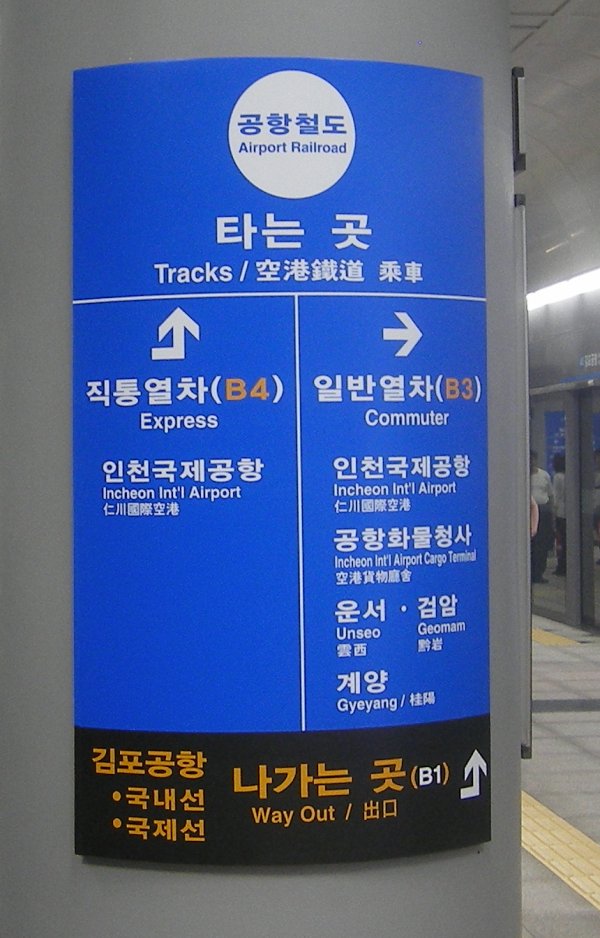 공항철도
Airport Railroad
타는 곳
Tracks / 空港鐵道 乘車
직통열차(B4)
Express
인천국제공항
Incheon Int'l Airport
仁川國際空港
일반열차(B3)
Commuter
인천국제공항
Incheon Int'l Airport
仁川國際空港
공항화물청사
Incheon Int'l Airport Cargo Terminal
空港貨物廳舍
운서 · 검암
Unseo Geomam
雲西 黔岩
계양
Gyeyang / 桂陽
김포공항
•국내선
•국제선
나가는 곳(B1)
Way Out / 出口